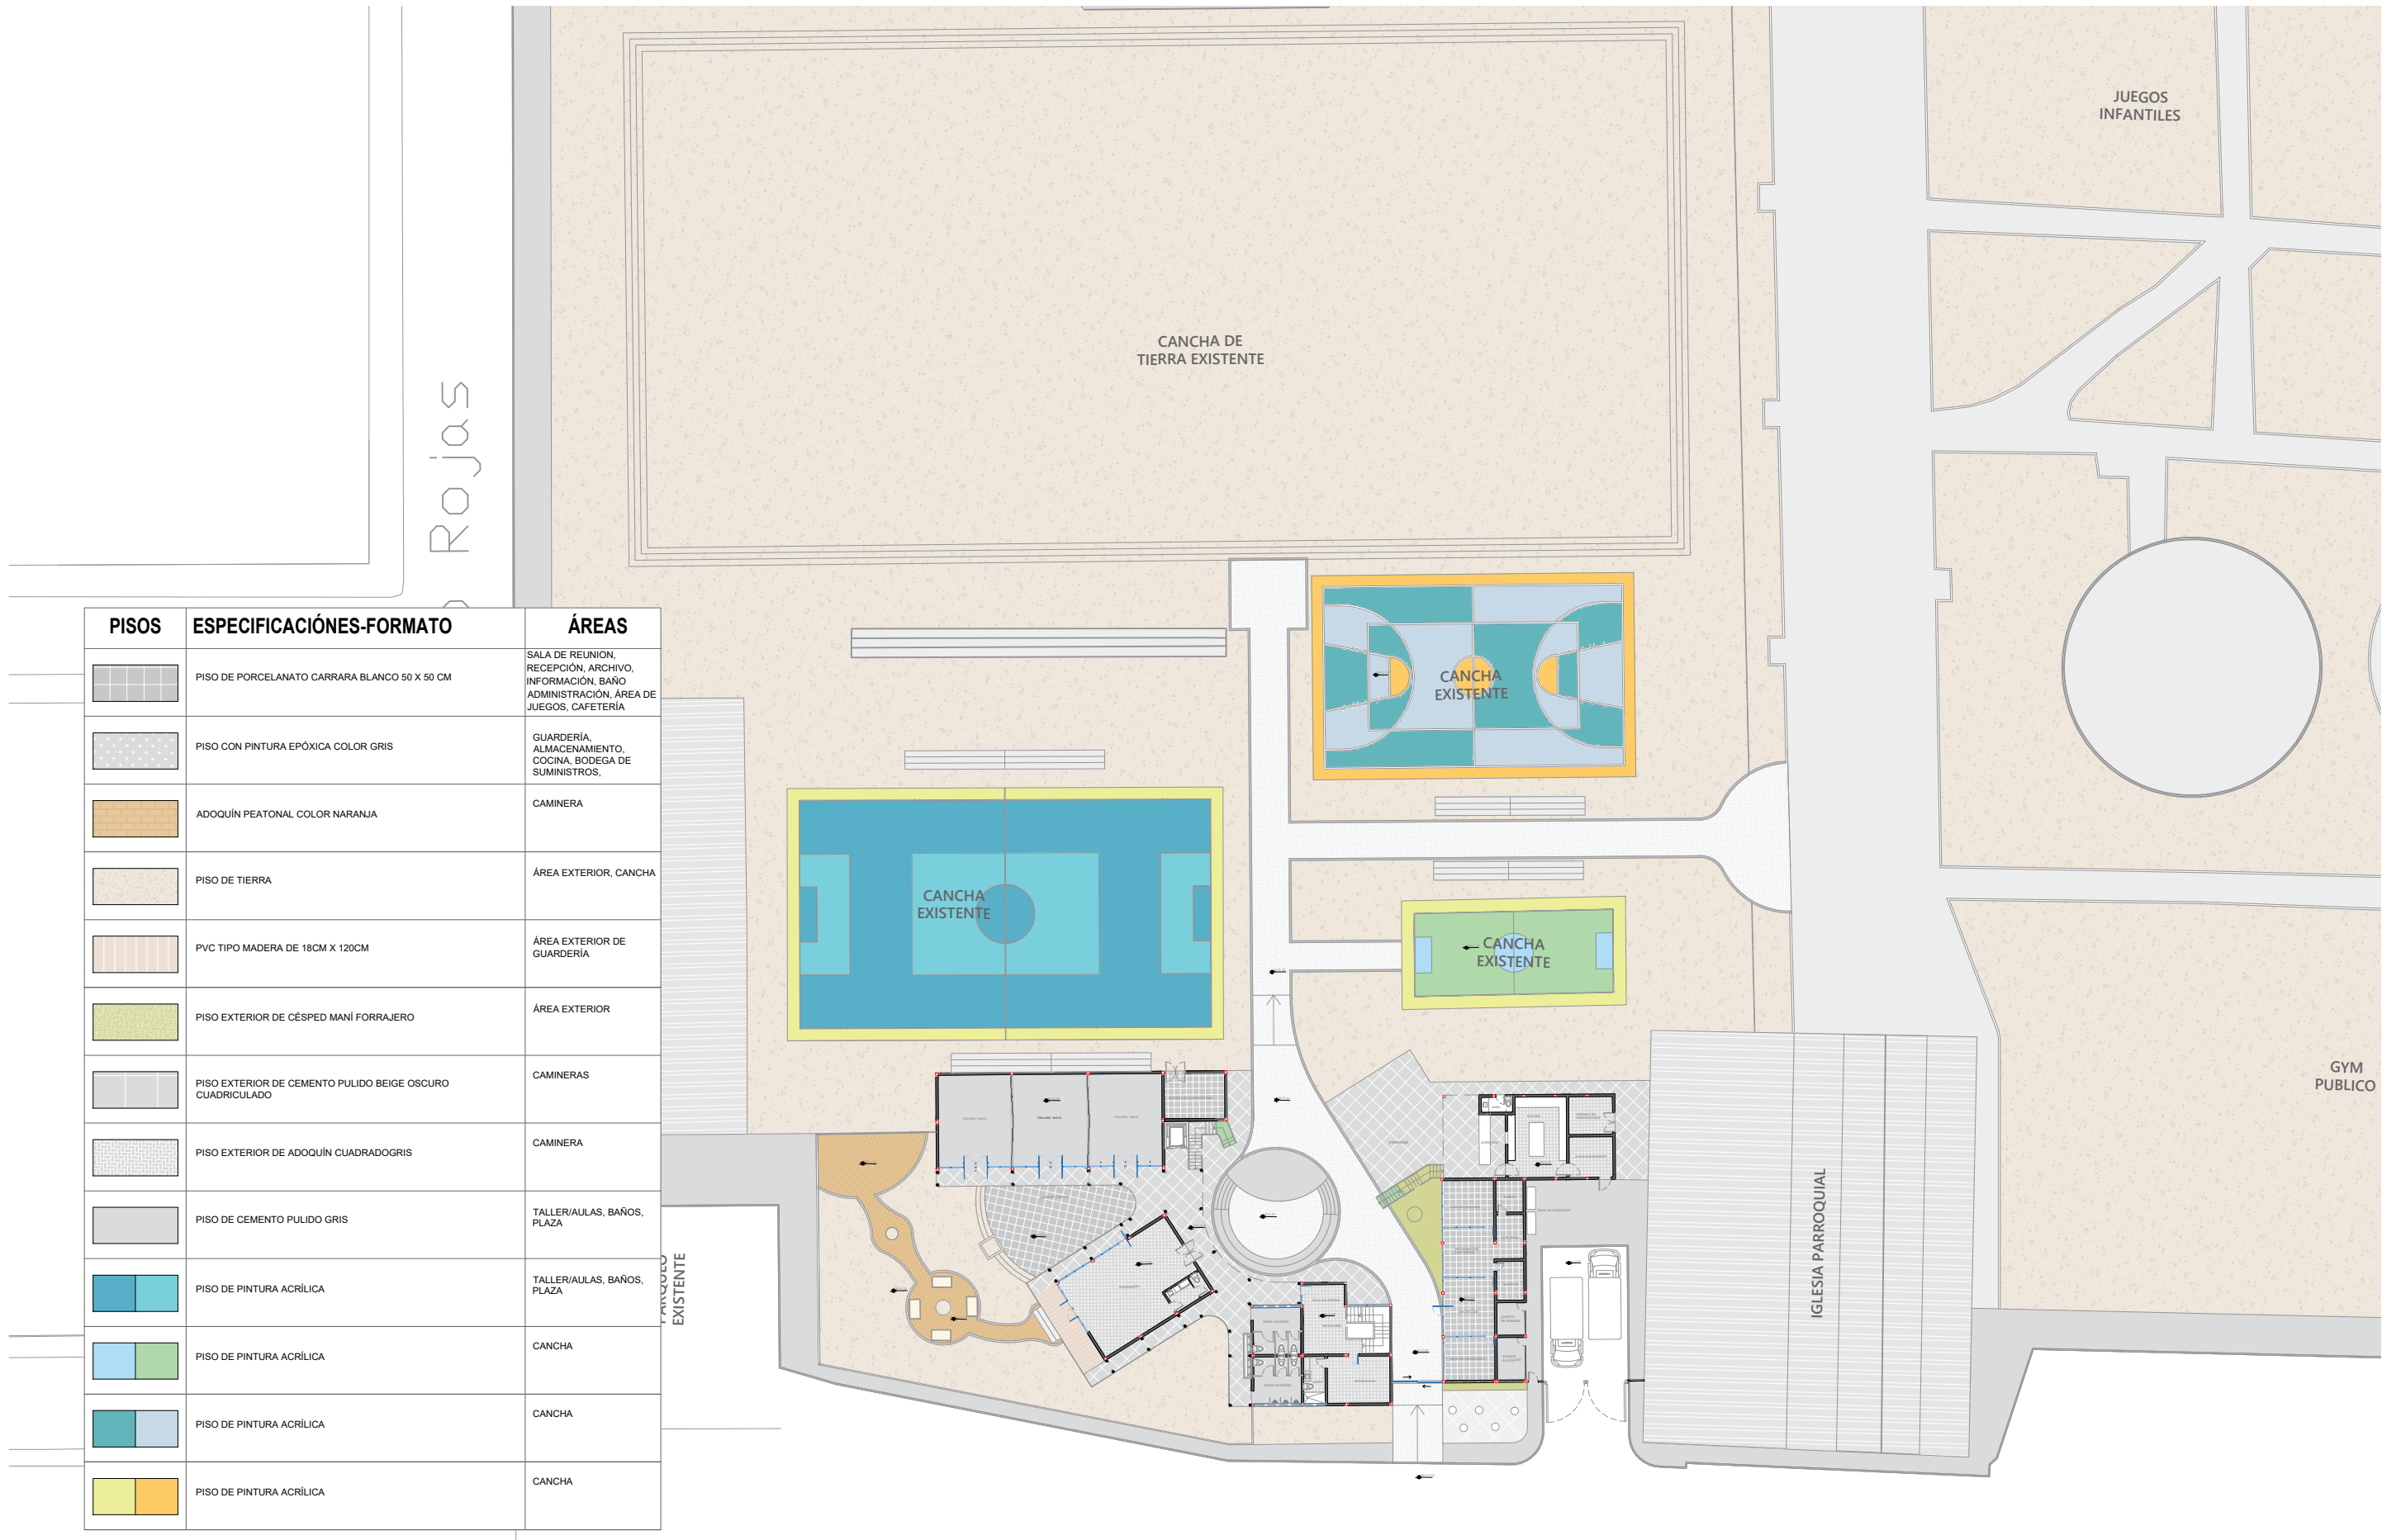 JUEGOS
INFANTILES
CANCHA DE
TIERRA EXISTENTE
Rojas
CANCHA
EXISTENTE
CANCHA
EXISTENTE
CANCHA
EXISTENTE
GYM
PUBLICO
IGLESIA PARROQUIAL
EXISTENTE
PISOS ESPECIFICACIÓNES-FORMATO ÁREAS
PISO DE PORCELANATO CARRARA BLANCO 50 X 50 CM
SALA DE REUNION,
RECEPCIÓN, ARCHIVO,
INFORMACIÓN, BAÑO
ADMINISTRACIÓN, ÁREA DE
JUEGOS, CAFETERÍA
PISO CON PINTURA EPÓXICA COLOR GRIS
GUARDERÍA,
ALMACENAMIENTO,
COCINA, BODEGA DE
SUMINISTROS,
ADOQUÍN PEATONAL COLOR NARANJA
CAMINERA
PISO DE TIERRA
ÁREA EXTERIOR, CANCHA
PVC TIPO MADERA DE 18CM X 120CM
ÁREA EXTERIOR DE
GUARDERÍA
PISO EXTERIOR DE CÉSPED MANÍ FORRAJERO
ÁREA EXTERIOR
PISO EXTERIOR DE CEMENTO PULIDO BEIGE OSCURO
CUADRICULADO
CAMINERAS
PISO EXTERIOR DE ADOQUÍN CUADRADOGRIS
CAMINERA
PISO DE CEMENTO PULIDO GRIS
TALLER/AULAS, BAÑOS,
PLAZA
PISO DE PINTURA ACRÍLICA
TALLER/AULAS, BAÑOS,
PLAZA
PISO DE PINTURA ACRÍLICA
CANCHA
PISO DE PINTURA ACRÍLICA
CANCHA
PISO DE PINTURA ACRÍLICA
CANCHA